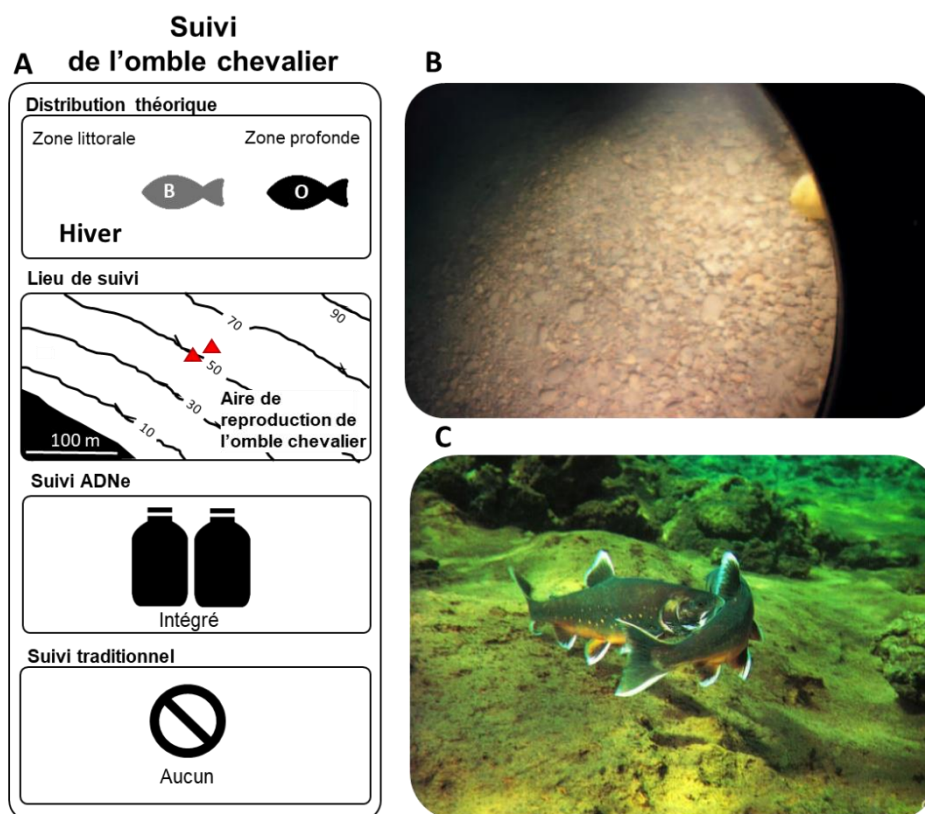 Suivi
de l'omble chevalier
A
Distribution théorique
Zone littorale
Zone profonde
B
O
Hiver
Lieu de suivi
70
90
50
30
10
Aire de
reproduction de
l'omble chevalier
100 m
Suivi ADNe
Intégré
Suivi traditionnel
Aucun
B
C